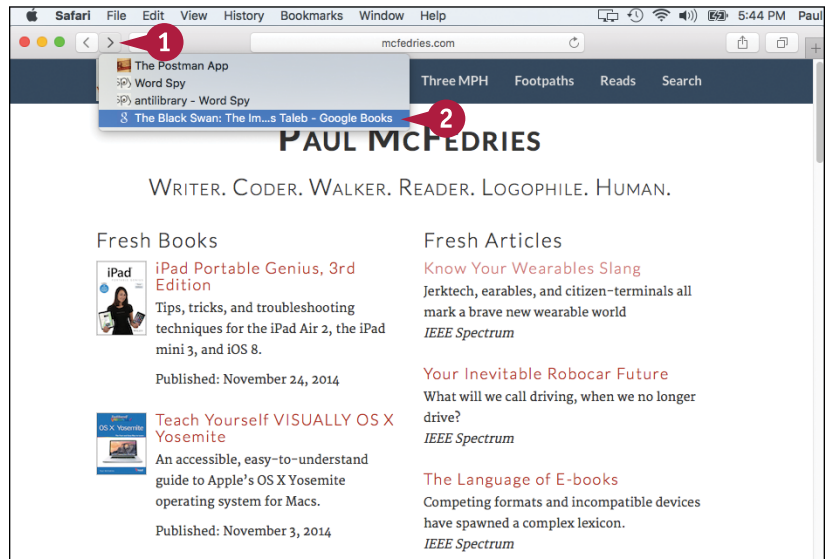 Safari File Edit View History Bookmarks Window Help 5:44 PM Paul
1
mcfedries.com
The Postman App
Word Spy
antilibrary - Word Spy
The Black Swan: The Im...s Taleb - Google Books
2
Three MPH Footpaths Reads Search
PAUL MCFEDRIES
WRITER. CODER. WALKER. READER. LOGOPHILE. HUMAN.
Fresh Books
iPad
iPad Portable Genius, 3rd
Edition
Tips, tricks, and troubleshooting
techniques for the iPad Air 2, the iPad
mini 3, and iOS 8.
Published: November 24, 2014
OS X Yosemite
Teach Yourself VISUALLY OS X
Yosemite
An accessible, easy-to-understand
guide to Apple's OS X Yosemite
operating system for Macs.
Published: November 3, 2014
Fresh Articles
Know Your Wearables Slang
Jerktech, earables, and citizen-terminals all
mark a brave new wearable world
IEEE Spectrum
Your Inevitable Robocar Future
What will we call driving, when we no longer
drive?
IEEE Spectrum
The Language of E-books
Competing formats and incompatible devices
have spawned a complex lexicon.
IEEE Spectrum